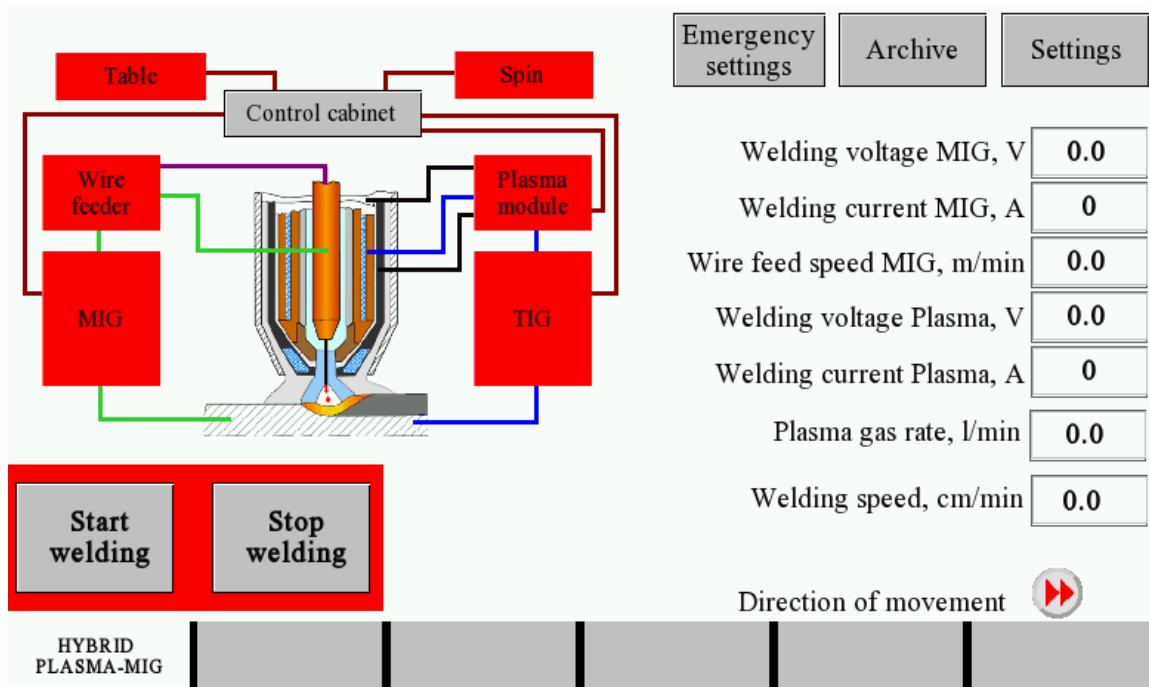 Emergency
settings
Archive
Settings
Table
Spin
Control cabinet
Wire
feeder
Plasma
module
MIG
TIG
Welding voltage MIG, V
0.0
Welding current MIG, A
0
Wire feed speed MIG, m/min
0.0
Welding voltage Plasma, V
0.0
Welding current Plasma, A
0
Plasma gas rate, l/min
0.0
Welding speed, cm/min
0.0
Start
welding
Stop
welding
Direction of movement
HYBRID
PLASMA-MIG